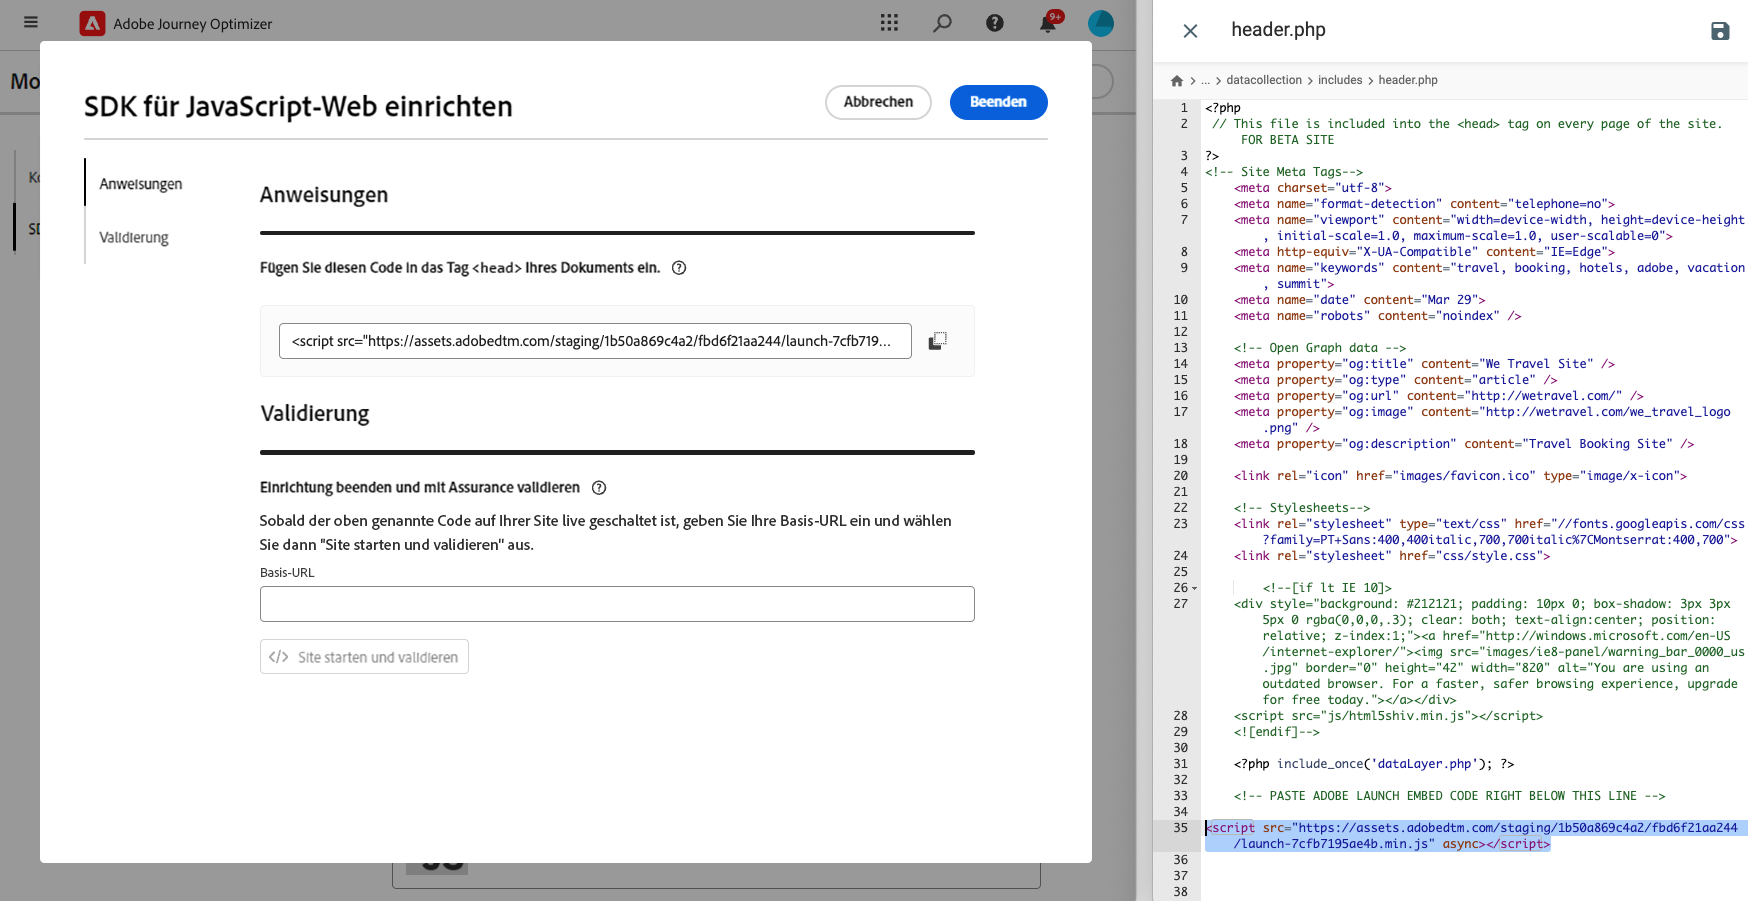 Adobe Journey Optimizer
9+
Mo
SDK für JavaScript-Web einrichten
Abbrechen
Beenden
Anweisungen
Validierung
Anweisungen
Fügen Sie diesen Code in das Tag <head> Ihres Dokuments ein.
<script src="https://assets.adobedtm.com/staging/1b50a869c4a2/fbd6f21aa244/launch-7cfb719...
Validierung
Einrichtung beenden und mit Assurance validieren
Sobald der oben genannte Code auf Ihrer Site live geschaltet ist, geben Sie Ihre Basis-URL ein und wählen
Sie dann "Site starten und validieren" aus.
Basis-URL
</> Site starten und validieren
header.php
... > datacollection > includes > header.php
1 <?php
2 // This file is included into the <head> tag on every page of the site.
FOR BETA SITE
3 ?>
4 <!-- Site Meta Tags-->
5 <meta charset="utf-8">
6 <meta name="format-detection" content="telephone=no">
7 <meta name="viewport" content="width=device-width, height=device-height
, initial-scale=1.0, maximum-scale=1.0, user-scalable=0">
8 <meta http-equiv="X-UA-Compatible" content="IE=Edge">
9 <meta name="keywords" content="travel, booking, hotels, adobe, vacation
, summit">
10 <meta name="date" content="Mar 29">
11 <meta name="robots" content="noindex" />
12
13 <!-- Open Graph data -->
14 <meta property="og:title" content="We Travel Site" />
15 <meta property="og:type" content="article" />
16 <meta property="og:url" content="http://wetravel.com/" />
17 <meta property="og:image" content="http://wetravel.com/we_travel_logo
.png" />
18 <meta property="og:description" content="Travel Booking Site" />
19
20 <link rel="icon" href="images/favicon.ico" type="image/x-icon">
21
22 <!-- Stylesheets-->
23 <link rel="stylesheet" type="text/css" href="//fonts.googleapis.com/css
?family=PT+Sans:400,400italic,700,700italic%7CMontserrat:400,700">
24 <link rel="stylesheet" href="css/style.css">
25
26 <!--[if lt IE 10]>
27 <div style="background: #212121; padding: 10px 0; box-shadow: 3px 3px
5px 0 rgba(0,0,0,.3); clear: both; text-align:center; position:
relative; z-index:1;"><a href="http://windows.microsoft.com/en-US
/internet-explorer/"><img src="images/ie8-panel/warning_bar_0000_us
.jpg" border="0" height="42" width="820" alt="You are using an
outdated browser. For a faster, safer browsing experience, upgrade
for free today."></a></div>
28 <script src="js/html5shiv.min.js"></script>
29 <![endif]-->
30
31 <?php include_once('dataLayer.php'); ?>
32
33 <!-- PASTE ADOBE LAUNCH EMBED CODE RIGHT BELOW THIS LINE -->
34
35 <script src="https://assets.adobedtm.com/staging/1b50a869c4a2/fbd6f21aa244
/launch-7cfb7195ae4b.min.js" async></script>
36
37
38